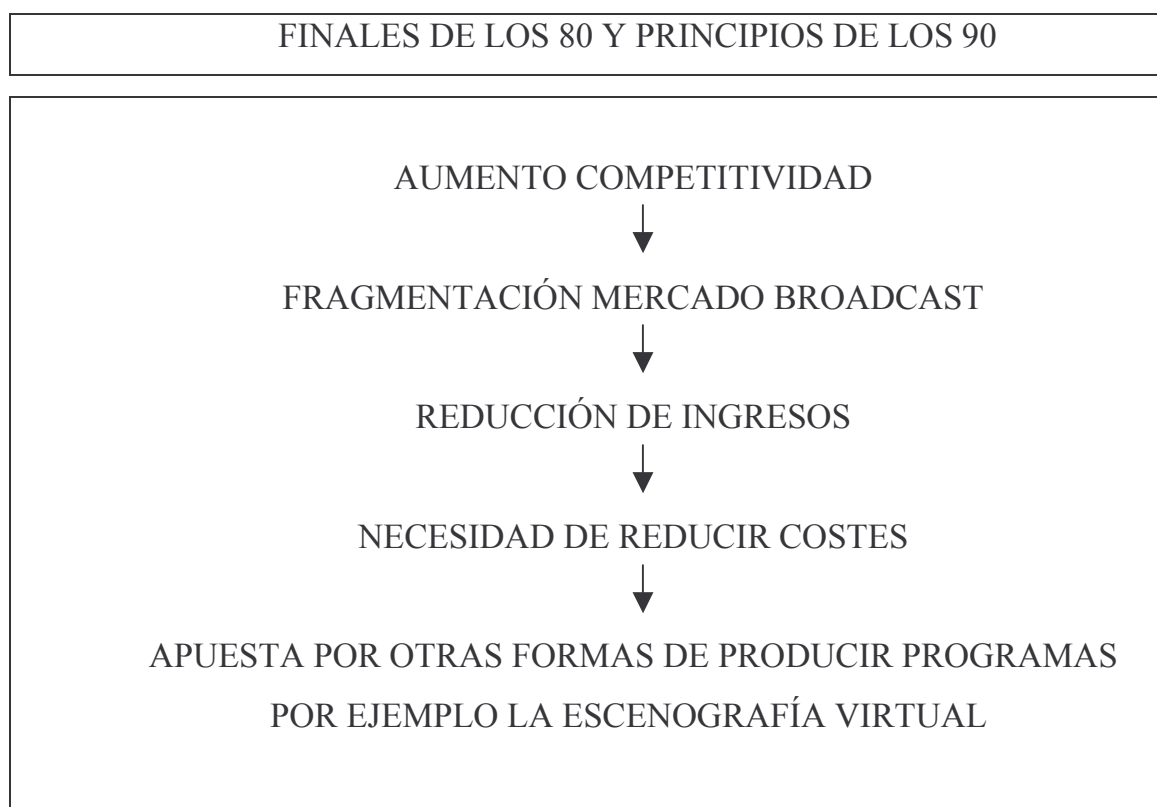 FINALES DE LOS 80 Y PRINCIPIOS DE LOS 90
AUMENTO COMPETITIVIDAD
FRAGMENTACIÓN MERCADO BROADCAST
REDUCCIÓN DE INGRESOS
NECESIDAD DE REDUCIR COSTES
APUESTA POR OTRAS FORMAS DE PRODUCIR PROGRAMAS
POR EJEMPLO LA ESCENOGRAFÍA VIRTUAL